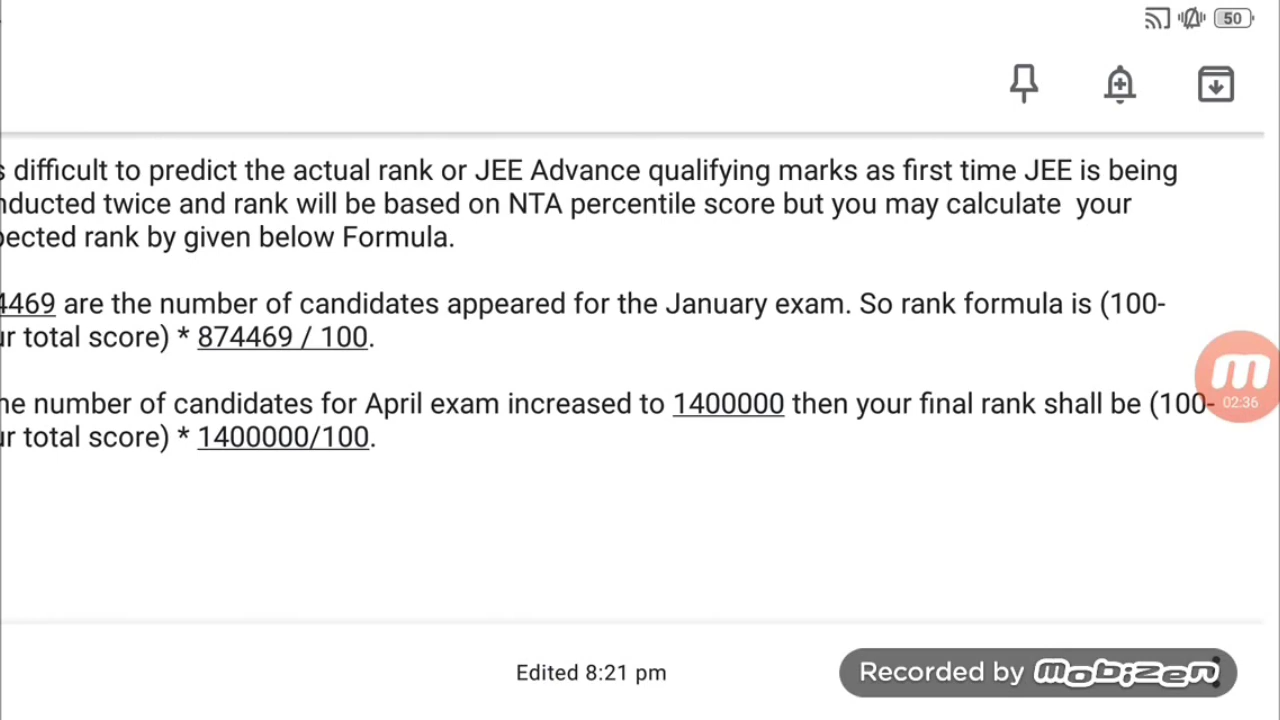 50
difficult to predict the actual rank or JEE Advance qualifying marks as first time JEE is being
nducted twice and rank will be based on NTA percentile score but you may calculate your
ected rank by given below Formula.
4469 are the number of candidates appeared for the January exam. So rank formula is (100-
ur total score) * 874469 / 100.
he number of candidates for April exam increased to 1400000 then your final rank shall be (100-
ur total score) * 1400000/100.
02:36
Edited 8:21 pm
Recorded by mobizen